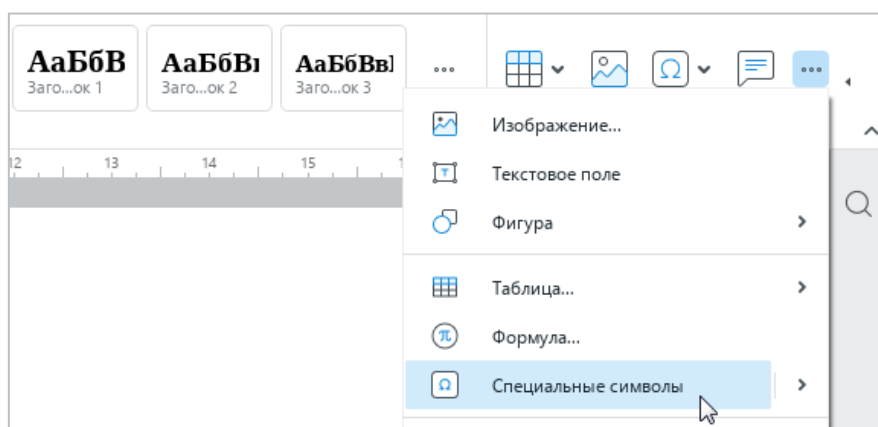 АаБбВ
Заго...ок 1
АаБбВı
Заго...ок 2
АаБбВвІ
Заго...ок 3
12
13
14
15
Изображение...
Текстовое поле
Фигура
Таблица...
Формула...
Специальные символы